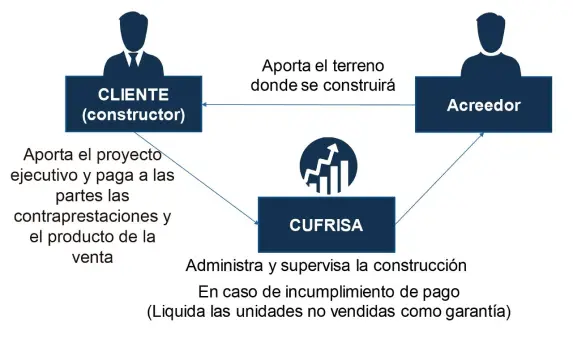 Aporta el terreno
donde se construirá
CLIENTE
(constructor)
Acreedor
Aporta el proyecto
ejecutivo y paga a las
partes las
contraprestaciones y
el producto de la
venta
CUFRISA
Administra y supervisa la construcción
En caso de incumplimiento de pago
(Liquida las unidades no vendidas como garantía)